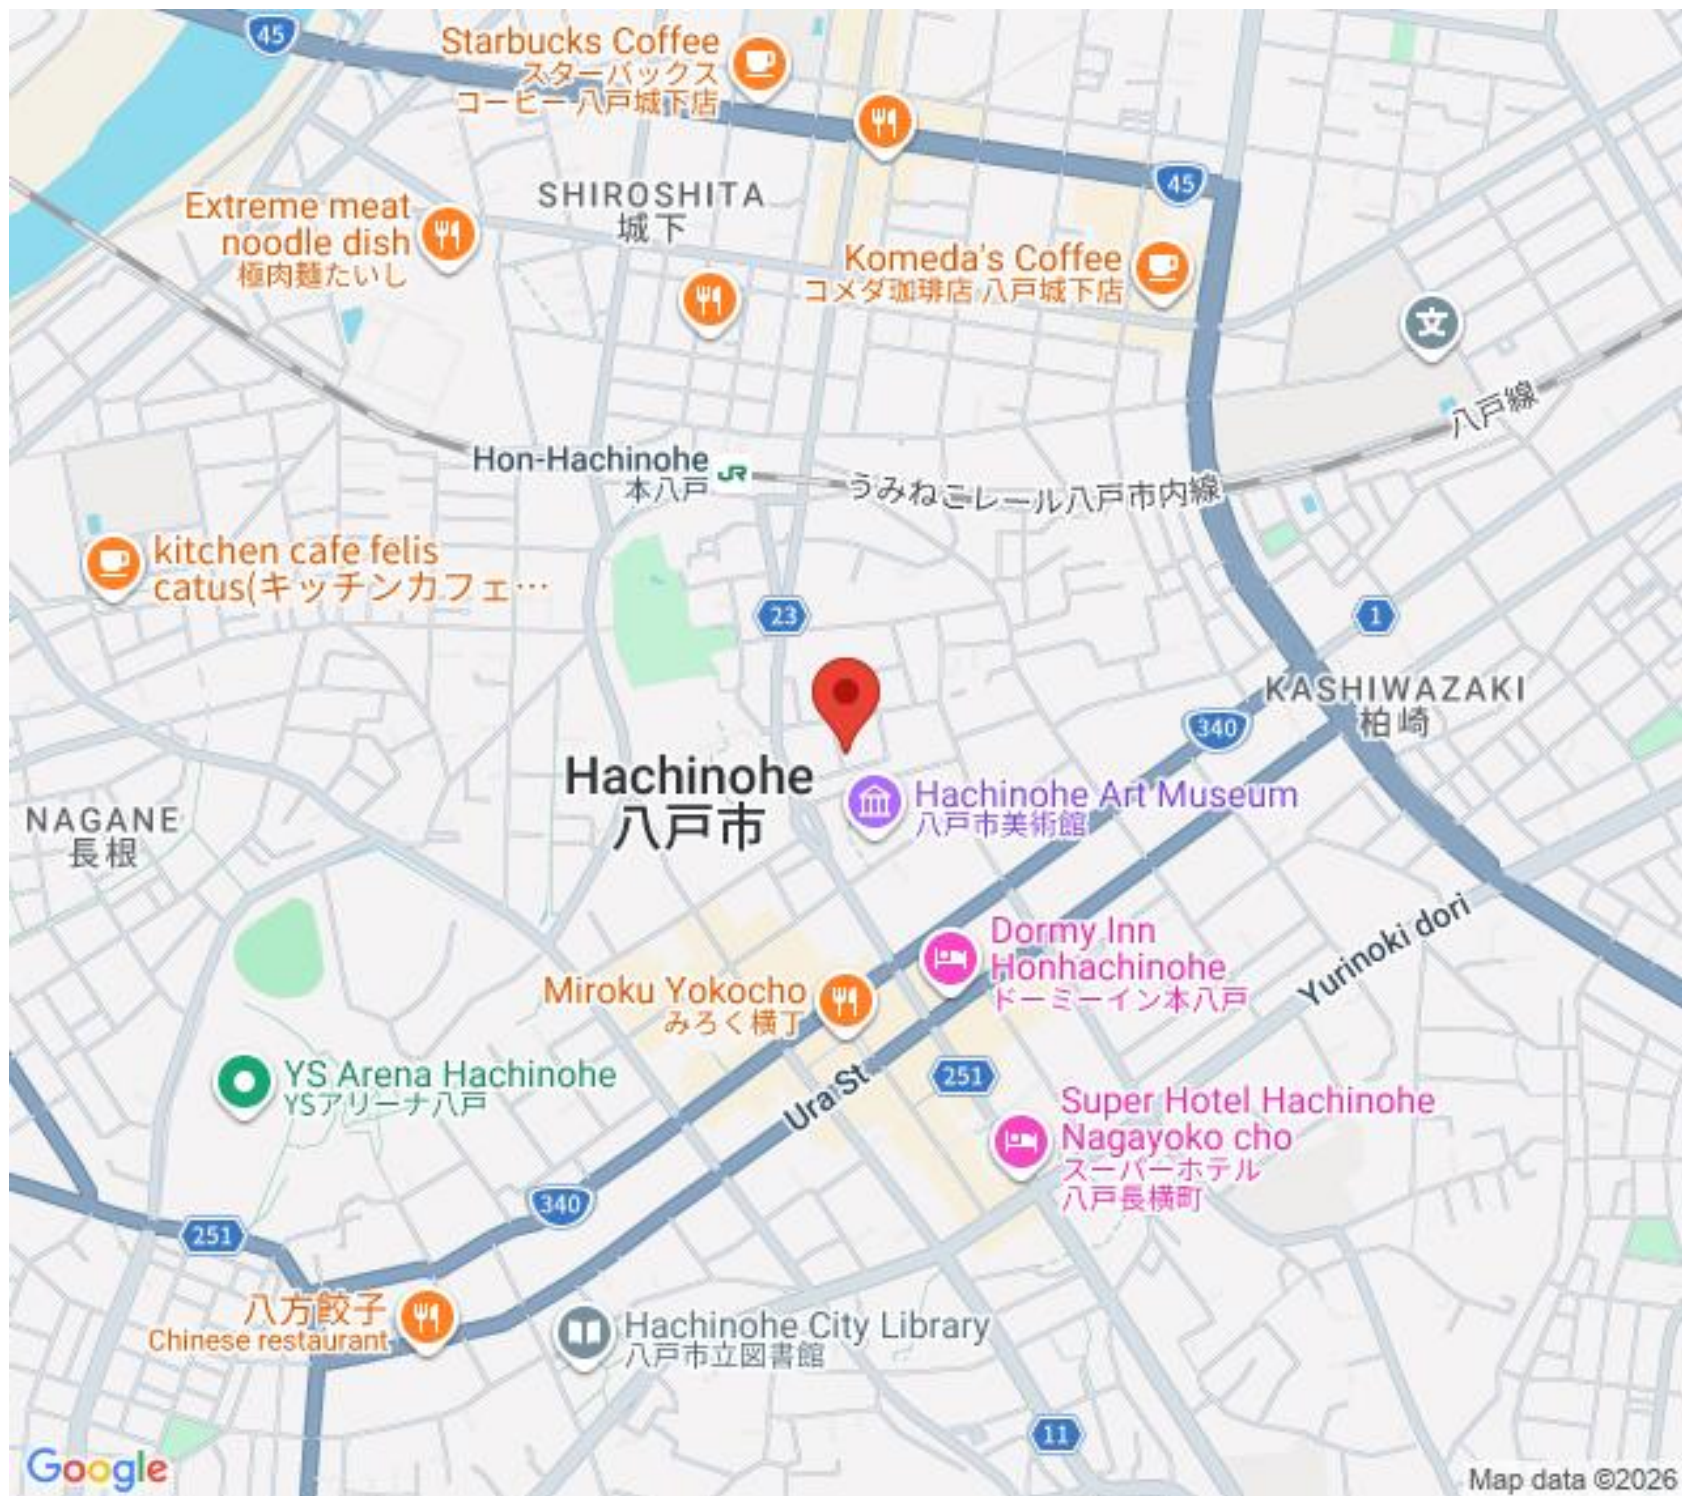 45
Starbucks Coffee
スターバックス
コーヒー 八戸城下店
45
SHIROSHITA
城下
Extreme meat
noodle dish
極肉麺たいし
Komeda's Coffee
コメダ珈琲店 八戸城下店
文
八戸線
Hon-Hachinohe
本八戸
JR
うみねこレール八戸市内線
kitchen cafe felis
catus(キッチンカフェ…
23
1
KASHIWAZAKI
柏崎
340
Hachinohe
八戸市
Hachinohe Art Museum
八戸市美術館
NAGANE
長根
Yurinoki dori
Dormy Inn
Honhachinohe
ドーミーイン本八戸
Miroku Yokocho
みろく横丁
YS Arena Hachinohe
YSアリーナ八戸
Ura St
251
Super Hotel Hachinohe
Nagayoko cho
スーパーホテル
八戸長横町
340
251
八方餃子
Chinese restaurant
Hachinohe City Library
八戸市立図書館
11
Google
Map data ©2026